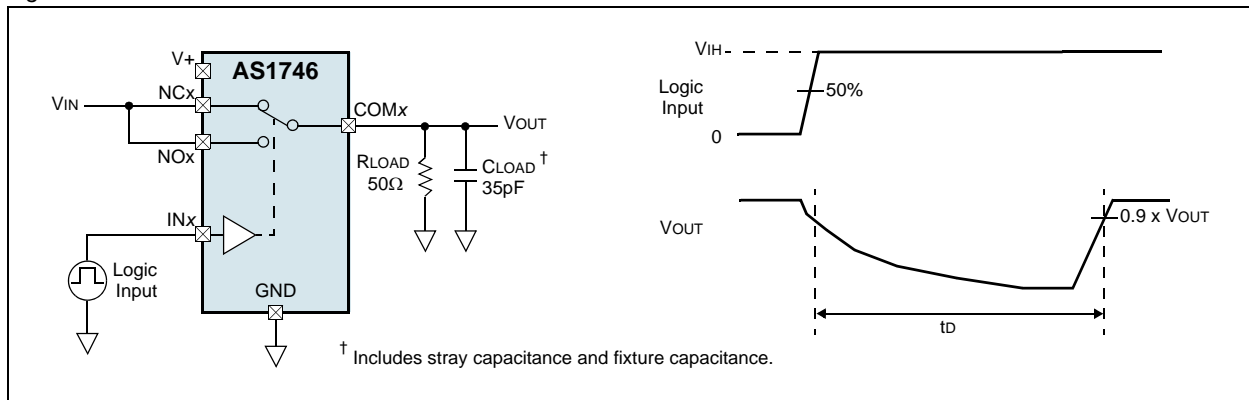 V+
AS1746
NCx
VIN
COMx
VOUT
NOx
RLOAD
50Ω
CLOAD †
35pF
INx
Logic
Input
GND
† Includes stray capacitance and fixture capacitance.
VIH
Logic
Input
50%
0
VOUT
0.9 x VOUT
tD